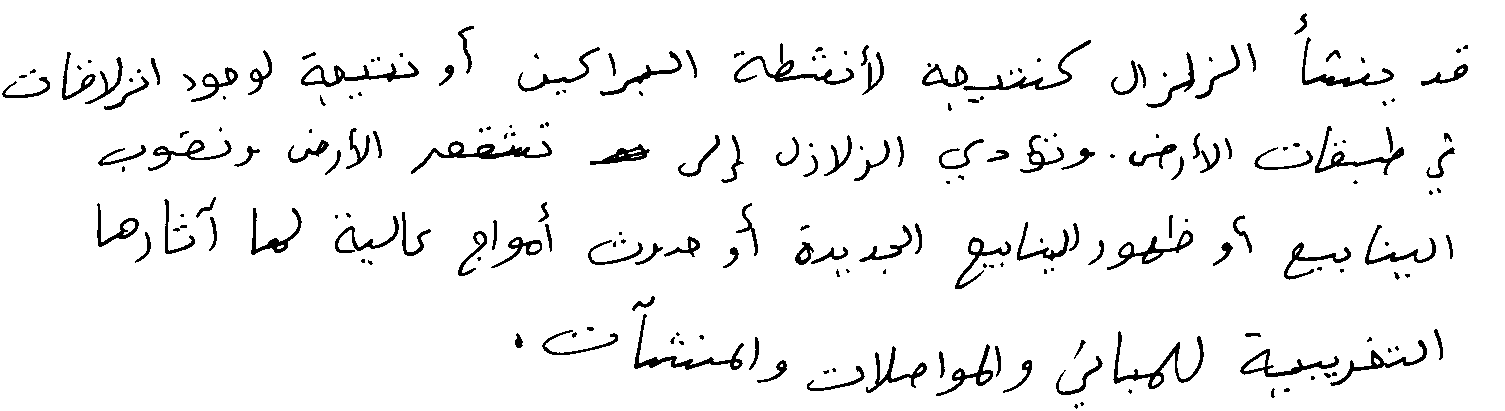 قد ينشأ الزلزال كنتيجة لأنشطة البراكين أو نتيجة لوجود انزلاقات
في طبقات الأرض. وتؤدي الزلازل إلى تشقق الأرض ونضوب
الينابيع أو ظهور الينابيع الجديدة أو حدوث أمواج عالية لها آثارها
التخريبية للمباني والمواصلات والمنشآت.